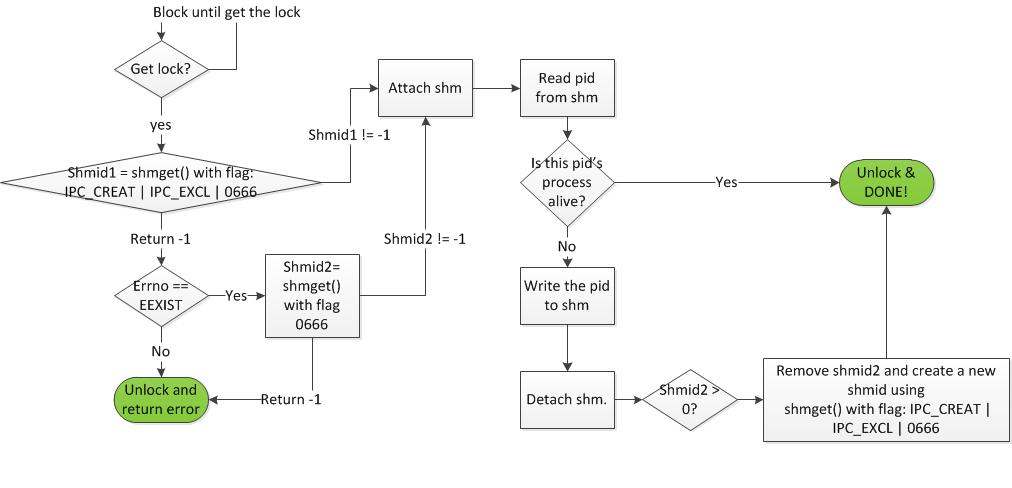 Block until get the lock
Get lock?
yes
Shmid1 = shmget() with flag:
IPC_CREAT | IPC_EXCL | 0666
Return -1
Errno ==
EEXIST
Yes
No
Unlock and
return error
Shmid2=
shmget()
with flag
0666
Return -1
Shmid1 != -1
Shmid2 != -1
Attach shm
Read pid
from shm
Is this pid’s
process
alive?
Yes
Unlock &
DONE!
No
Write the pid
to shm
Detach shm.
Shmid2 >
0?
Remove shmid2 and create a new
shmid using
shmget() with flag: IPC_CREAT |
IPC_EXCL | 0666